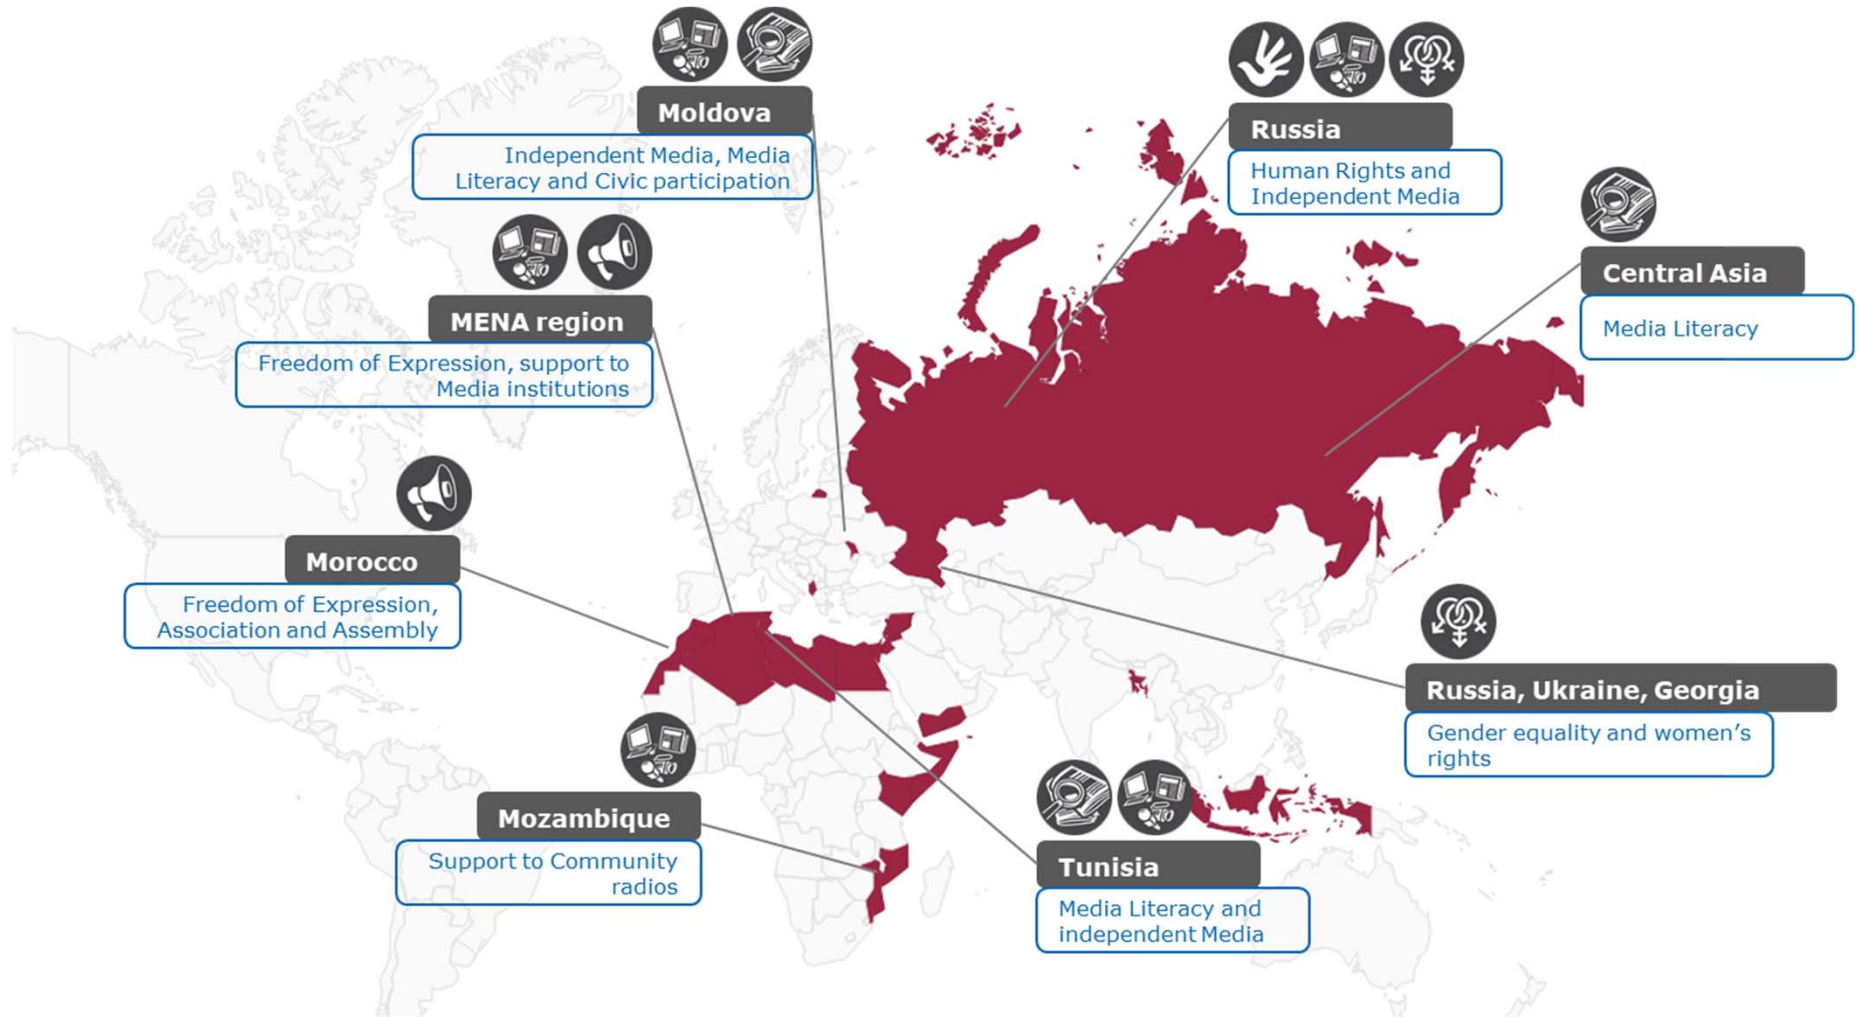 Moldova
Independent Media, Media
Literacy and Civic participation
Russia
Human Rights and
Independent Media
Central Asia
Media Literacy
MENA region
Freedom of Expression, support to
Media institutions
Morocco
Freedom of Expression,
Association and Assembly
Russia, Ukraine, Georgia
Gender equality and women’s
rights
Mozambique
Support to Community
radios
Tunisia
Media Literacy and
independent Media